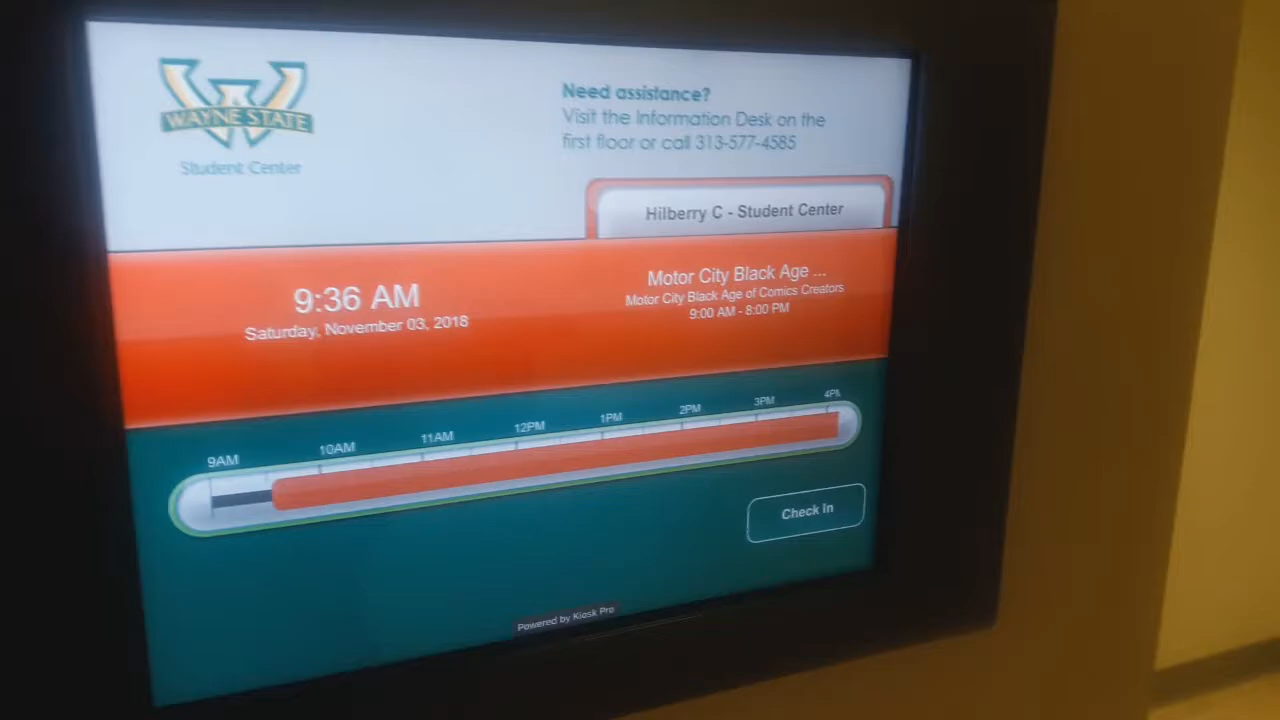 WAYNE STATE
Student Center
Need assistance?
Visit the Information Desk on the
first floor or call 313-577-4585
Hilberry C - Student Center
9:36 AM
Saturday, November 03, 2018
Motor City Black Age ...
Motor City Black Age of Comics Creators
9:00 AM - 8:00 PM
9AM 10AM 11AM 12PM 1PM 2PM 3PM 4PM
Check In
Powered by Kiosk Pro